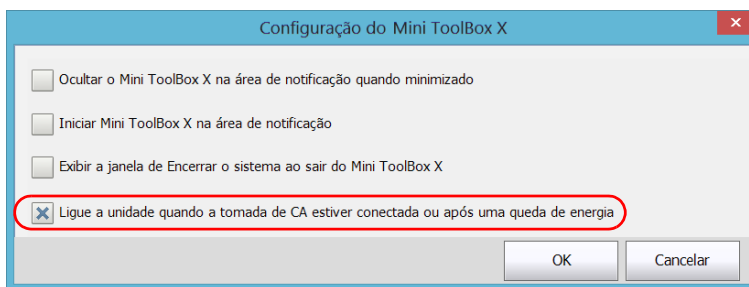 Configuração do Mini ToolBox X
Ocultar o Mini ToolBox X na área de notificação quando minimizado
Iniciar Mini ToolBox X na área de notificação
Exibir a janela de Encerrar o sistema ao sair do Mini ToolBox X
Ligue a unidade quando a tomada de CA estiver conectada ou após uma queda de energia
OK Cancelar